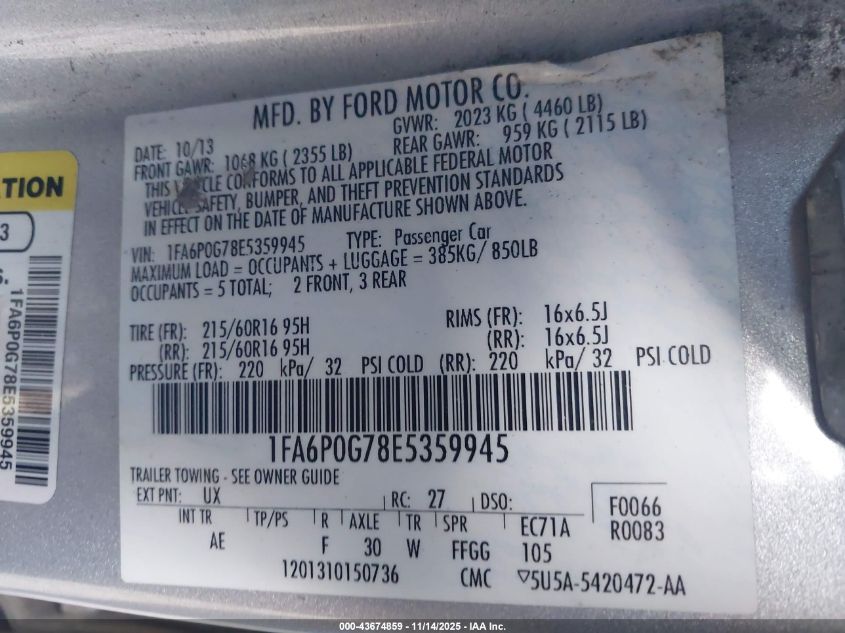 MFD. BY FORD MOTOR CO.
DATE: 10/13 GVWR: 2023 KG ( 4460 LB)
FRONT GAWR: 1068 KG ( 2355 LB) REAR GAWR: 959 KG ( 2115 LB)
THIS VEHICLE CONFORMS TO ALL APPLICABLE FEDERAL MOTOR
VEHICLE SAFETY, BUMPER, AND THEFT PREVENTION STANDARDS
IN EFFECT ON THE DATE OF MANUFACTURE SHOWN ABOVE.
VIN: 1FA6P0G78E5359945 TYPE: Passenger Car
MAXIMUM LOAD = OCCUPANTS + LUGGAGE = 385KG/ 850LB
OCCUPANTS = 5 TOTAL; 2 FRONT, 3 REAR
TIRE (FR): 215/60R16 95H RIMS (FR): 16x6.5J
(RR): 215/60R16 95H (RR): 16x6.5J
PRESSURE (FR): 220 kPa/ 32 PSI COLD (RR): 220 kPa/ 32 PSI COLD
1FA6P0G78E5359945
TRAILER TOWING - SEE OWNER GUIDE
EXT PNT: UX RC: 27 DSO: F0066
INT TR TP/PS R AXLE TR SPR EC71A R0083
AE F 30 W FFGG 105
1201310150736 CMC ▽5U5A-5420472-AA
ATION
3
1FA6P0G78E5359945
000-43674859 - 11/14/2025 - IAA Inc.